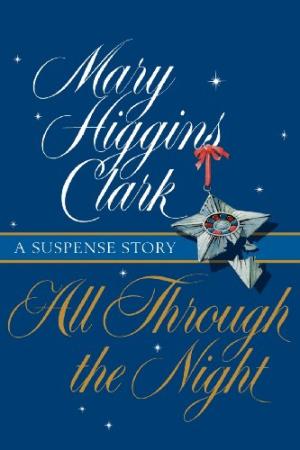 Mary
Higgins
Clark
A SUSPENSE STORY
All Through
the Night